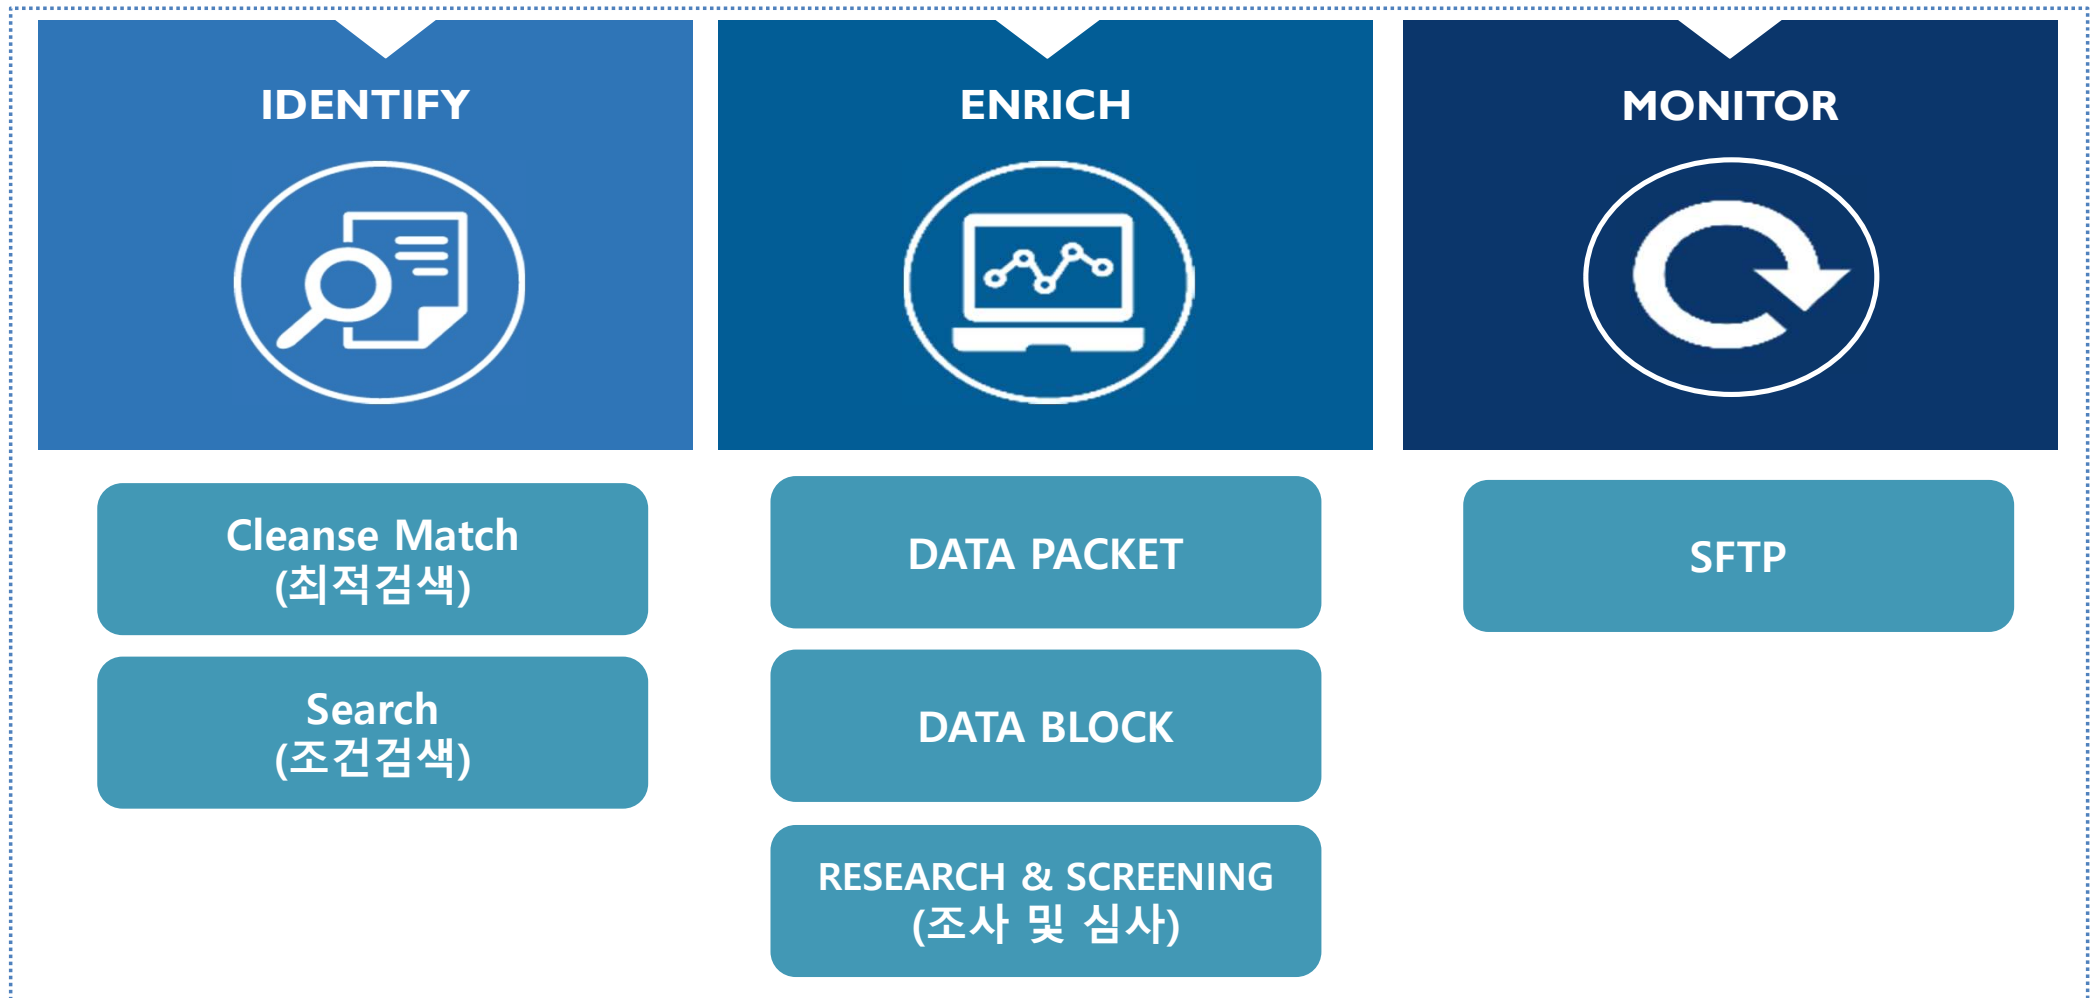 IDENTIFY
Cleanse Match
(최적검색)
Search
(조건검색)
ENRICH
DATA PACKET
DATA BLOCK
RESEARCH & SCREENING
(조사 및 심사)
MONITOR
SFTP